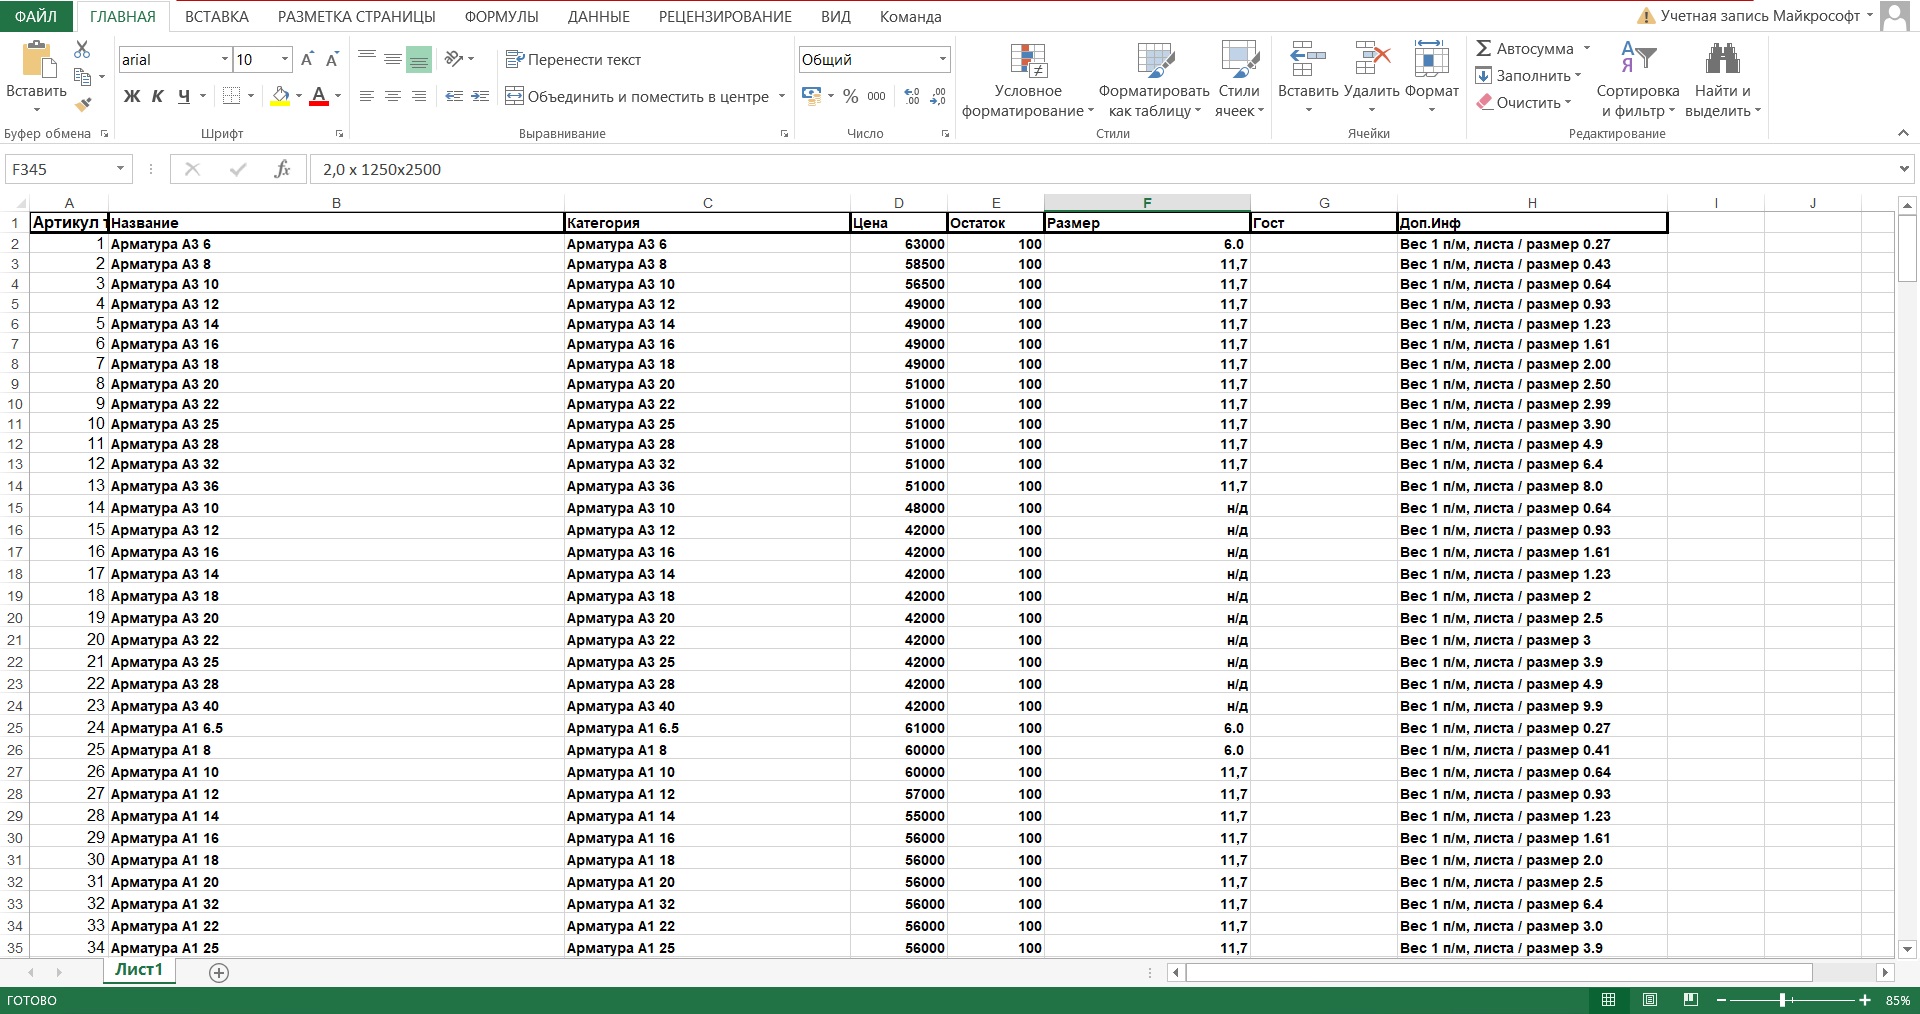 ФАЙЛ ГЛАВНАЯ ВСТАВКА РАЗМЕТКА СТРАНИЦЫ ФОРМУЛЫ ДАННЫЕ РЕЦЕНЗИРОВАНИЕ ВИД Команда Учетная запись Майкрософт
arial 10 Перенести текст Общий Автосумма
Вставить Ж К Ч А Объединить и поместить в центре % 000 Условное форматирование Форматировать как таблицу Стили ячеек Вставить Удалить Формат Заполнить Очистить Сортировка и фильтр Найти и выделить
Буфер обмена Шрифт Выравнивание Число Стили Ячейки Редактирование
F345 fx 2,0 х 1250х2500
A B C D E F G H I J
1 Артикул т Название Категория Цена Остаток Размер Гост Доп.Инф
2 1 Арматура А3 6 Арматура А3 6 63000 100 6.0 Вес 1 п/м, листа / размер 0.27
3 2 Арматура А3 8 Арматура А3 8 58500 100 11,7 Вес 1 п/м, листа / размер 0.43
4 3 Арматура А3 10 Арматура А3 10 56500 100 11,7 Вес 1 п/м, листа / размер 0.64
5 4 Арматура А3 12 Арматура А3 12 49000 100 11,7 Вес 1 п/м, листа / размер 0.93
6 5 Арматура А3 14 Арматура А3 14 49000 100 11,7 Вес 1 п/м, листа / размер 1.23
7 6 Арматура А3 16 Арматура А3 16 49000 100 11,7 Вес 1 п/м, листа / размер 1.61
8 7 Арматура А3 18 Арматура А3 18 49000 100 11,7 Вес 1 п/м, листа / размер 2.00
9 8 Арматура А3 20 Арматура А3 20 51000 100 11,7 Вес 1 п/м, листа / размер 2.50
10 9 Арматура А3 22 Арматура А3 22 51000 100 11,7 Вес 1 п/м, листа / размер 2.99
11 10 Арматура А3 25 Арматура А3 25 51000 100 11,7 Вес 1 п/м, листа / размер 3.90
12 11 Арматура А3 28 Арматура А3 28 51000 100 11,7 Вес 1 п/м, листа / размер 4.9
13 12 Арматура А3 32 Арматура А3 32 51000 100 11,7 Вес 1 п/м, листа / размер 6.4
14 13 Арматура А3 36 Арматура А3 36 51000 100 11,7 Вес 1 п/м, листа / размер 8.0
15 14 Арматура А3 10 Арматура А3 10 48000 100 н/д Вес 1 п/м, листа / размер 0.64
16 15 Арматура А3 12 Арматура А3 12 42000 100 н/д Вес 1 п/м, листа / размер 0.93
17 16 Арматура А3 16 Арматура А3 16 42000 100 н/д Вес 1 п/м, листа / размер 1.61
18 17 Арматура А3 14 Арматура А3 14 42000 100 н/д Вес 1 п/м, листа / размер 1.23
19 18 Арматура А3 18 Арматура А3 18 42000 100 н/д Вес 1 п/м, листа / размер 2
20 19 Арматура А3 20 Арматура А3 20 42000 100 н/д Вес 1 п/м, листа / размер 2.5
21 20 Арматура А3 22 Арматура А3 22 42000 100 н/д Вес 1 п/м, листа / размер 3
22 21 Арматура А3 25 Арматура А3 25 42000 100 н/д Вес 1 п/м, листа / размер 3.9
23 22 Арматура А3 28 Арматура А3 28 42000 100 н/д Вес 1 п/м, листа / размер 4.9
24 23 Арматура А3 40 Арматура А3 40 42000 100 н/д Вес 1 п/м, листа / размер 9.9
25 24 Арматура А1 6.5 Арматура А1 6.5 61000 100 6.0 Вес 1 п/м, листа / размер 0.27
26 25 Арматура А1 8 Арматура А1 8 60000 100 6.0 Вес 1 п/м, листа / размер 0.41
27 26 Арматура А1 10 Арматура А1 10 60000 100 11,7 Вес 1 п/м, листа / размер 0.64
28 27 Арматура А1 12 Арматура А1 12 57000 100 11,7 Вес 1 п/м, листа / размер 0.93
29 28 Арматура А1 14 Арматура А1 14 55000 100 11,7 Вес 1 п/м, листа / размер 1.23
30 29 Арматура А1 16 Арматура А1 16 56000 100 11,7 Вес 1 п/м, листа / размер 1.61
31 30 Арматура А1 18 Арматура А1 18 56000 100 11,7 Вес 1 п/м, листа / размер 2.0
32 31 Арматура А1 20 Арматура А1 20 56000 100 11,7 Вес 1 п/м, листа / размер 2.5
33 32 Арматура А1 32 Арматура А1 32 56000 100 11,7 Вес 1 п/м, листа / размер 6.4
34 33 Арматура А1 22 Арматура А1 22 56000 100 11,7 Вес 1 п/м, листа / размер 3.0
35 34 Арматура А1 25 Арматура А1 25 56000 100 11,7 Вес 1 п/м, листа / размер 3.9
Лист1
ГОТОВО 85%